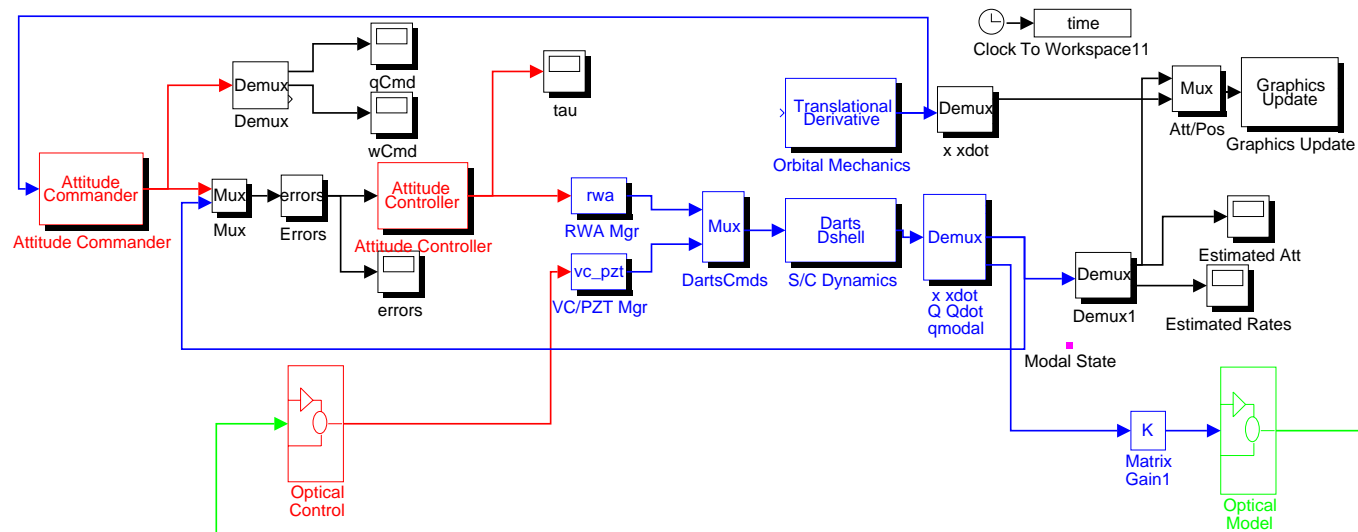 time
Clock To Workspace11
Demux
Demux
qCmd
wCmd
tau
Translational
Derivative
Orbital Mechanics
Demux
x xdot
Mux
Att/Pos
Graphics
Update
Graphics Update
Attitude
Commander
Attitude Commander
Mux
Mux
errors
Errors
errors
Attitude
Controller
Attitude Controller
rwa
RWA Mgr
vc_pzt
VC/PZT Mgr
Mux
DartsCmds
Darts
Dshell
S/C Dynamics
Demux
x xdot
Q Qdot
qmodal
Demux
Demux1
Estimated Att
Estimated Rates
Modal State
Optical
Control
K
Matrix
Gain1
Optical
Model